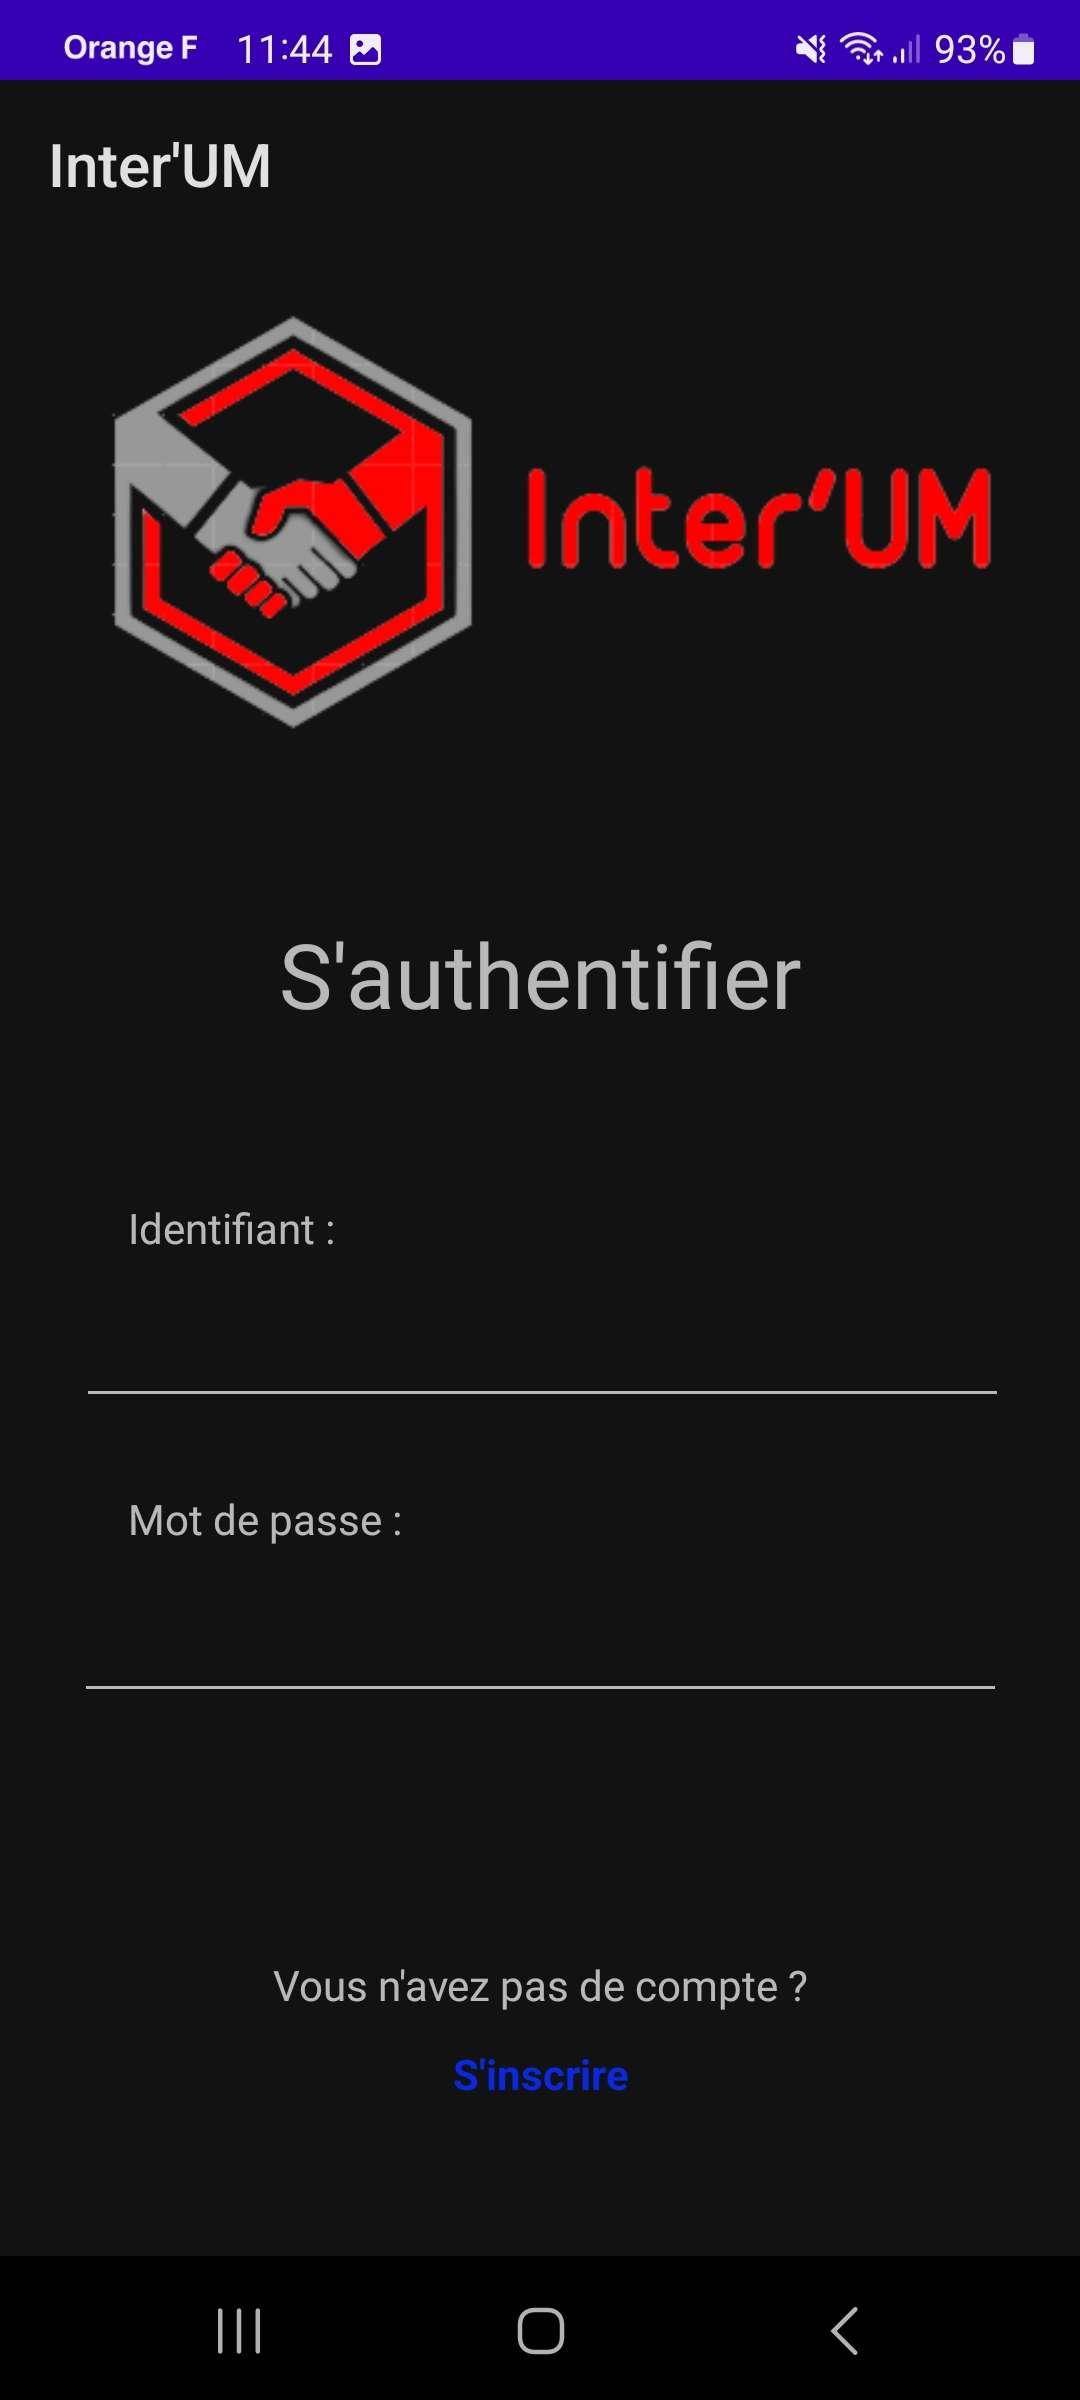 Orange F 11:44 93%
Inter'UM
Inter'UM
S'authentifier
Identifiant :
Mot de passe :
Vous n'avez pas de compte ?
S'inscrire